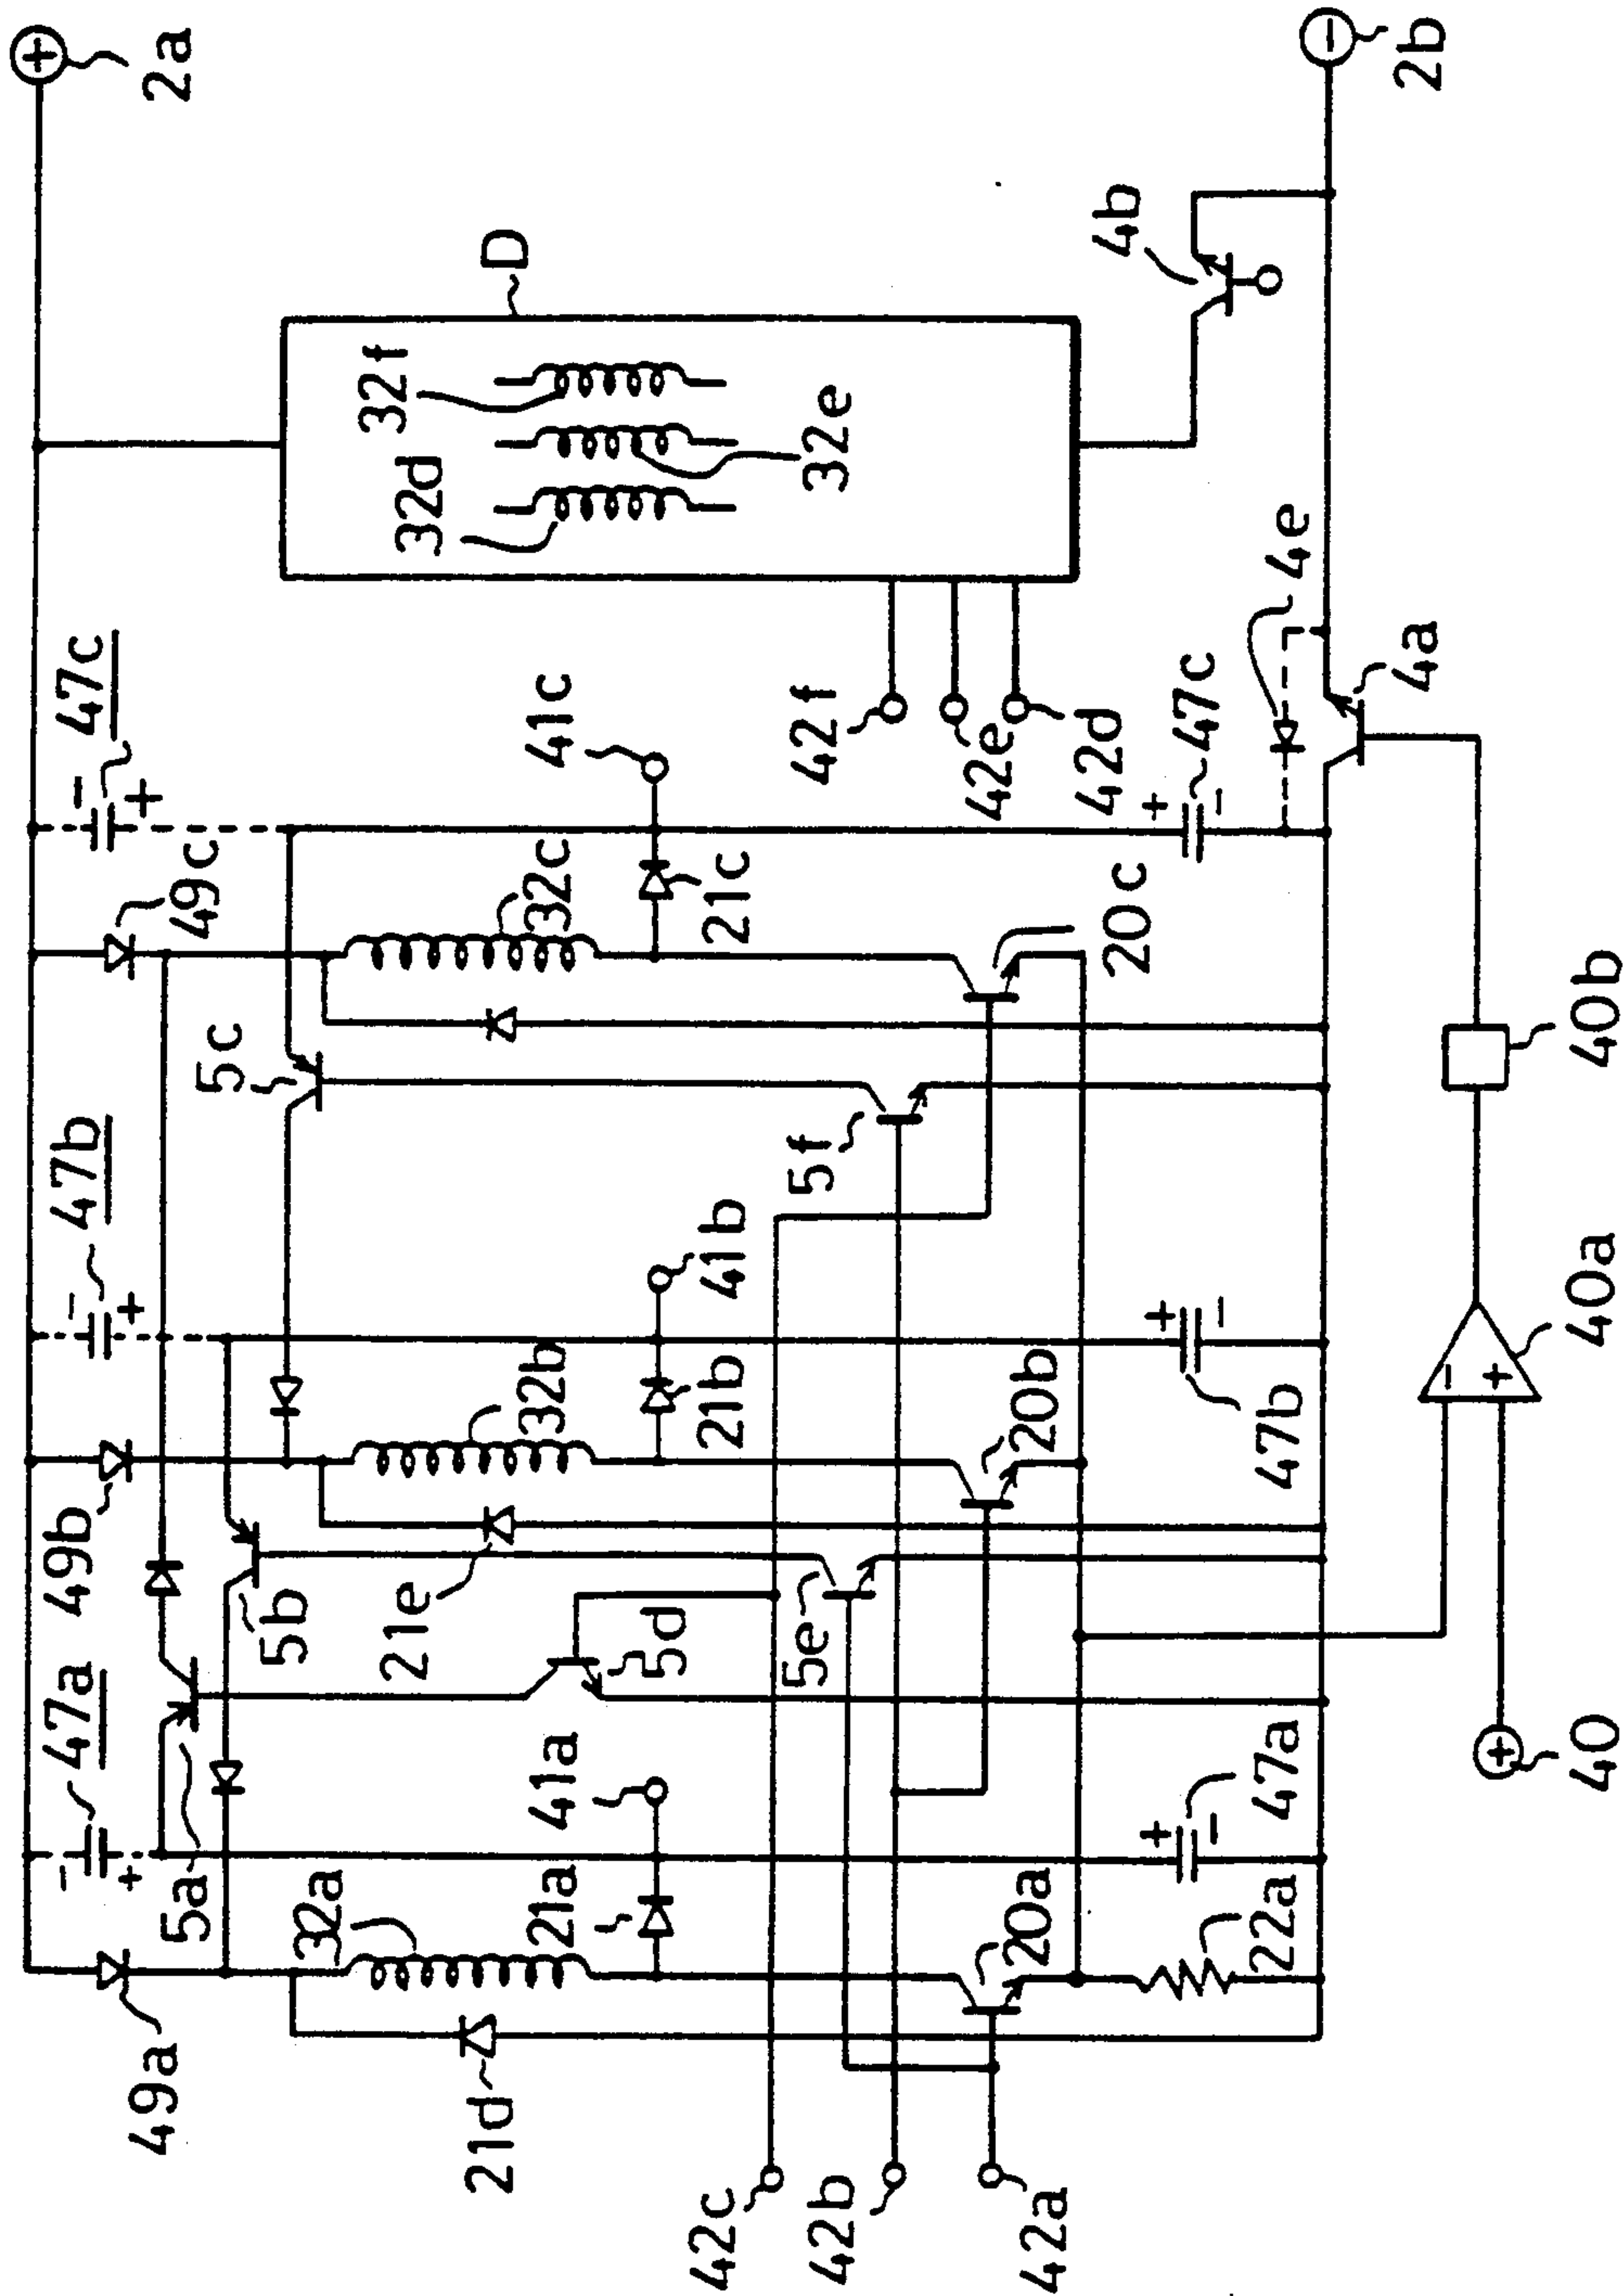 +
2a
−
2b
D
4b
32f
32e
32d
4e
42f
42e
42d
47c
− +
41c
+
−
47c
4a
49c
32c
21c
20c
5c
5f
40b
47b
− +
41b
32b
21b
20b
+
−
47b
40a
−
+
49b
5b
21e
5d
5e
47a
− +
5a
41a
32a
21a
20a
+
−
47a
22a
40
+
49a
21d
42c
42b
42a